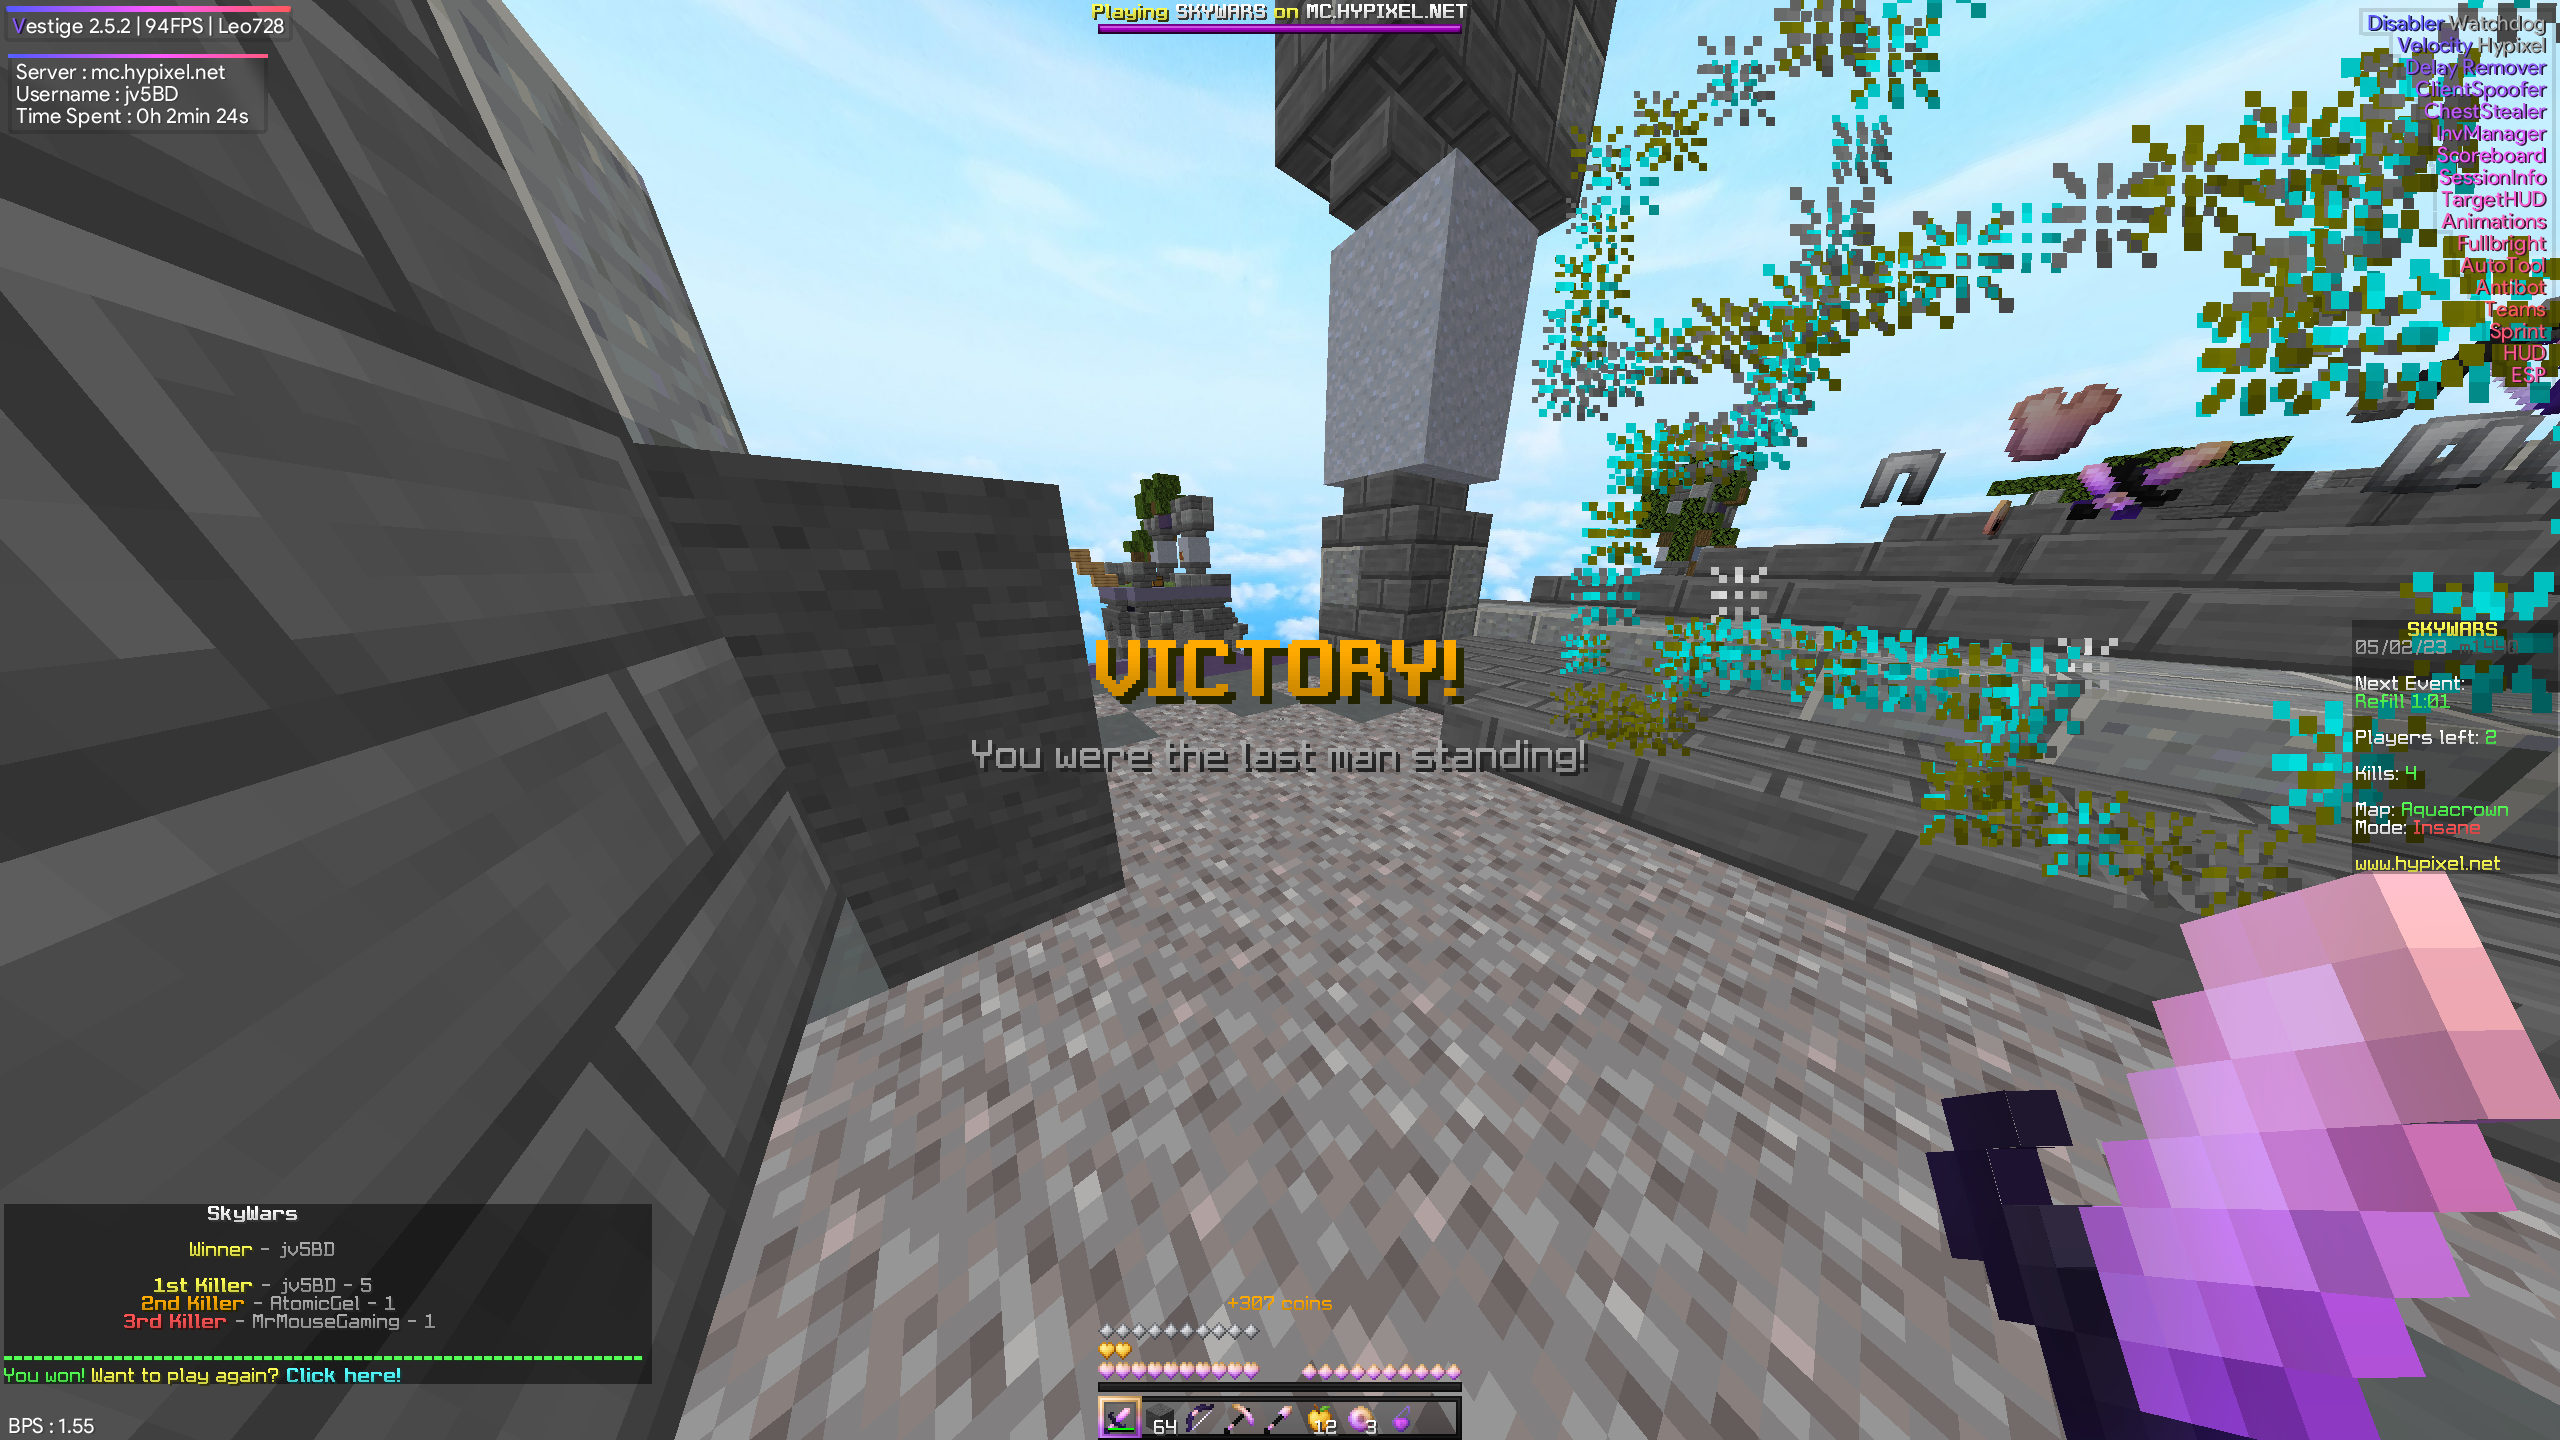 Vestige 2.5.2 | 94FPS | Leo728
Server : mc.hypixel.net
Username : jv5BD
Time Spent : 0h 2min 24s
Playing SKYWARS on MC.HYPIXEL.NET
Disabler Watchdog
Velocity Hypixel
Delay Remover
ClientSpoofer
ChestStealer
InvManager
Scoreboard
SessionInfo
TargetHUD
Animations
Fullbright
AutoTool
Antibot
Teams
Sprint
HUD
ESP
VICTORY!
You were the last man standing!
SKYWARS
05/02/23
Next Event:
Refill 1:01
Players left: 2
Kills: 4
Map: Aquacrown
Mode: Insane
www.hypixel.net
SkyWars
Winner - jv5BD
1st Killer - jv5BD - 5
2nd Killer - AtomicGel - 1
3rd Killer - MrMouseGaming - 1
You won! Want to play again? Click here!
+307 coins
64 12 3
BPS : 1.55